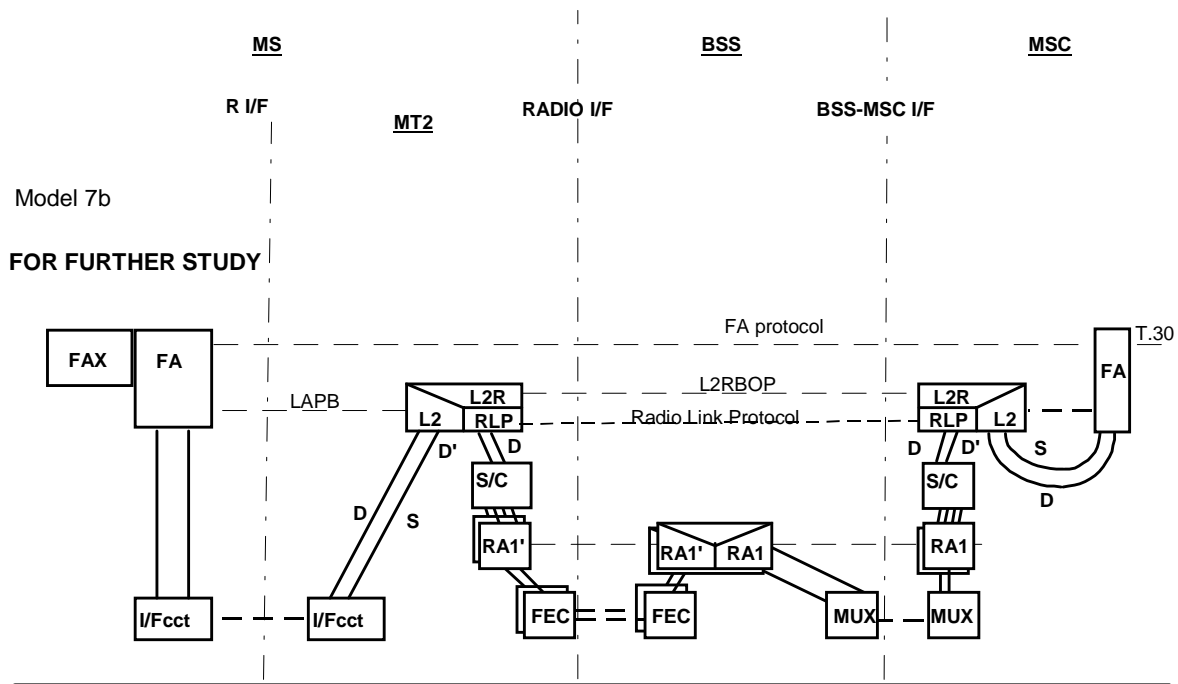 MS
BSS
MSC
R I/F
RADIO I/F
BSS-MSC I/F
MT2
Model 7b
FOR FURTHER STUDY
FA protocol
T.30
FAX
FA
FA
LAPB
L2R
L2RBOP
L2R
L2
RLP
Radio Link Protocol
RLP
L2
D'
D
D
D'
S
S/C
S/C
D
D
S
RA1'
RA1'
RA1
RA1
I/Fcct
I/Fcct
FEC
FEC
MUX
MUX